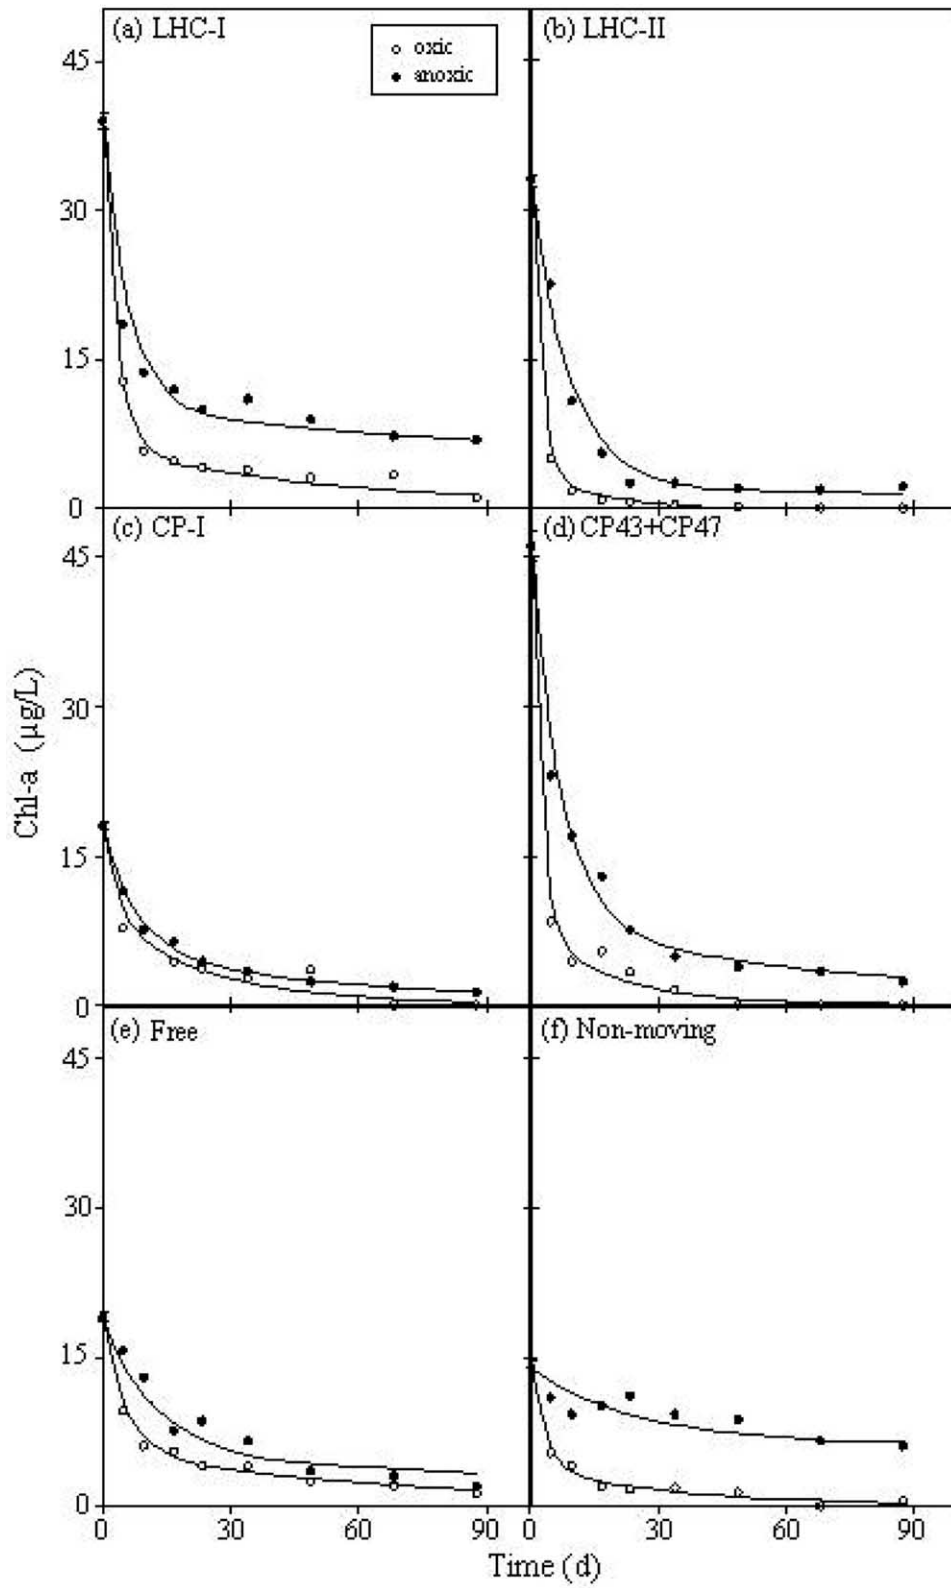 (a) LHC-I
oxic
anoxic
(b) LHC-II
45
30
15
0
(c) CP-I
(d) CP43+CP47
45
30
15
0
Chl-a (µg/L)
(e) Free
(f) Non-moving
45
30
15
0
0 30 60 90 0 30 60 90
Time (d)